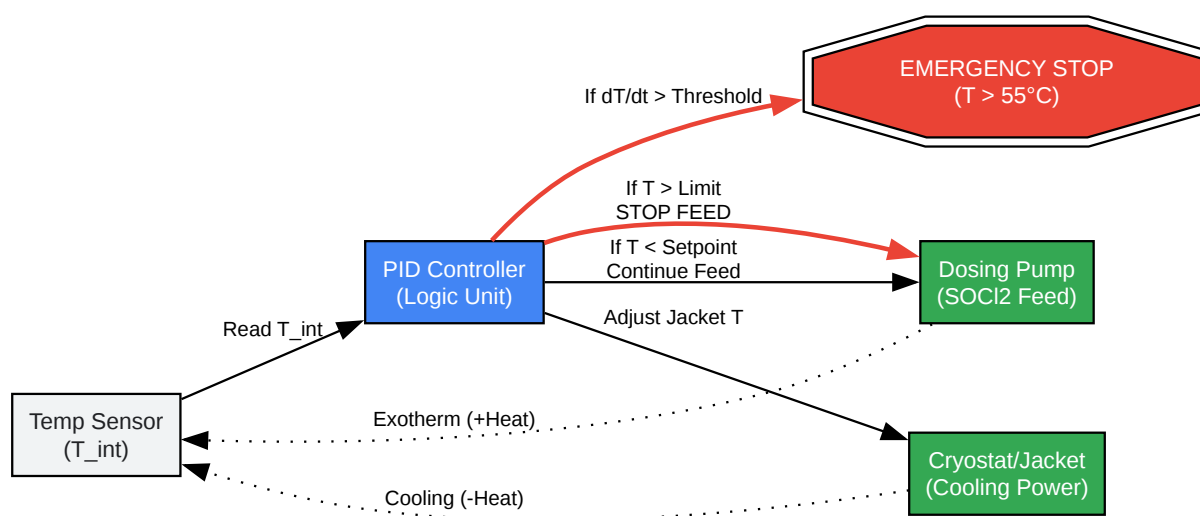 EMERGENCY STOP
(T > 55°C)
If dT/dt > Threshold
If T > Limit
STOP FEED
If T < Setpoint
Continue Feed
PID Controller
(Logic Unit)
Dosing Pump
(SOCl2 Feed)
Adjust Jacket T
Read T_int
Temp Sensor
(T_int)
Exotherm (+Heat)
Cryostat/Jacket
(Cooling Power)
Cooling (-Heat)